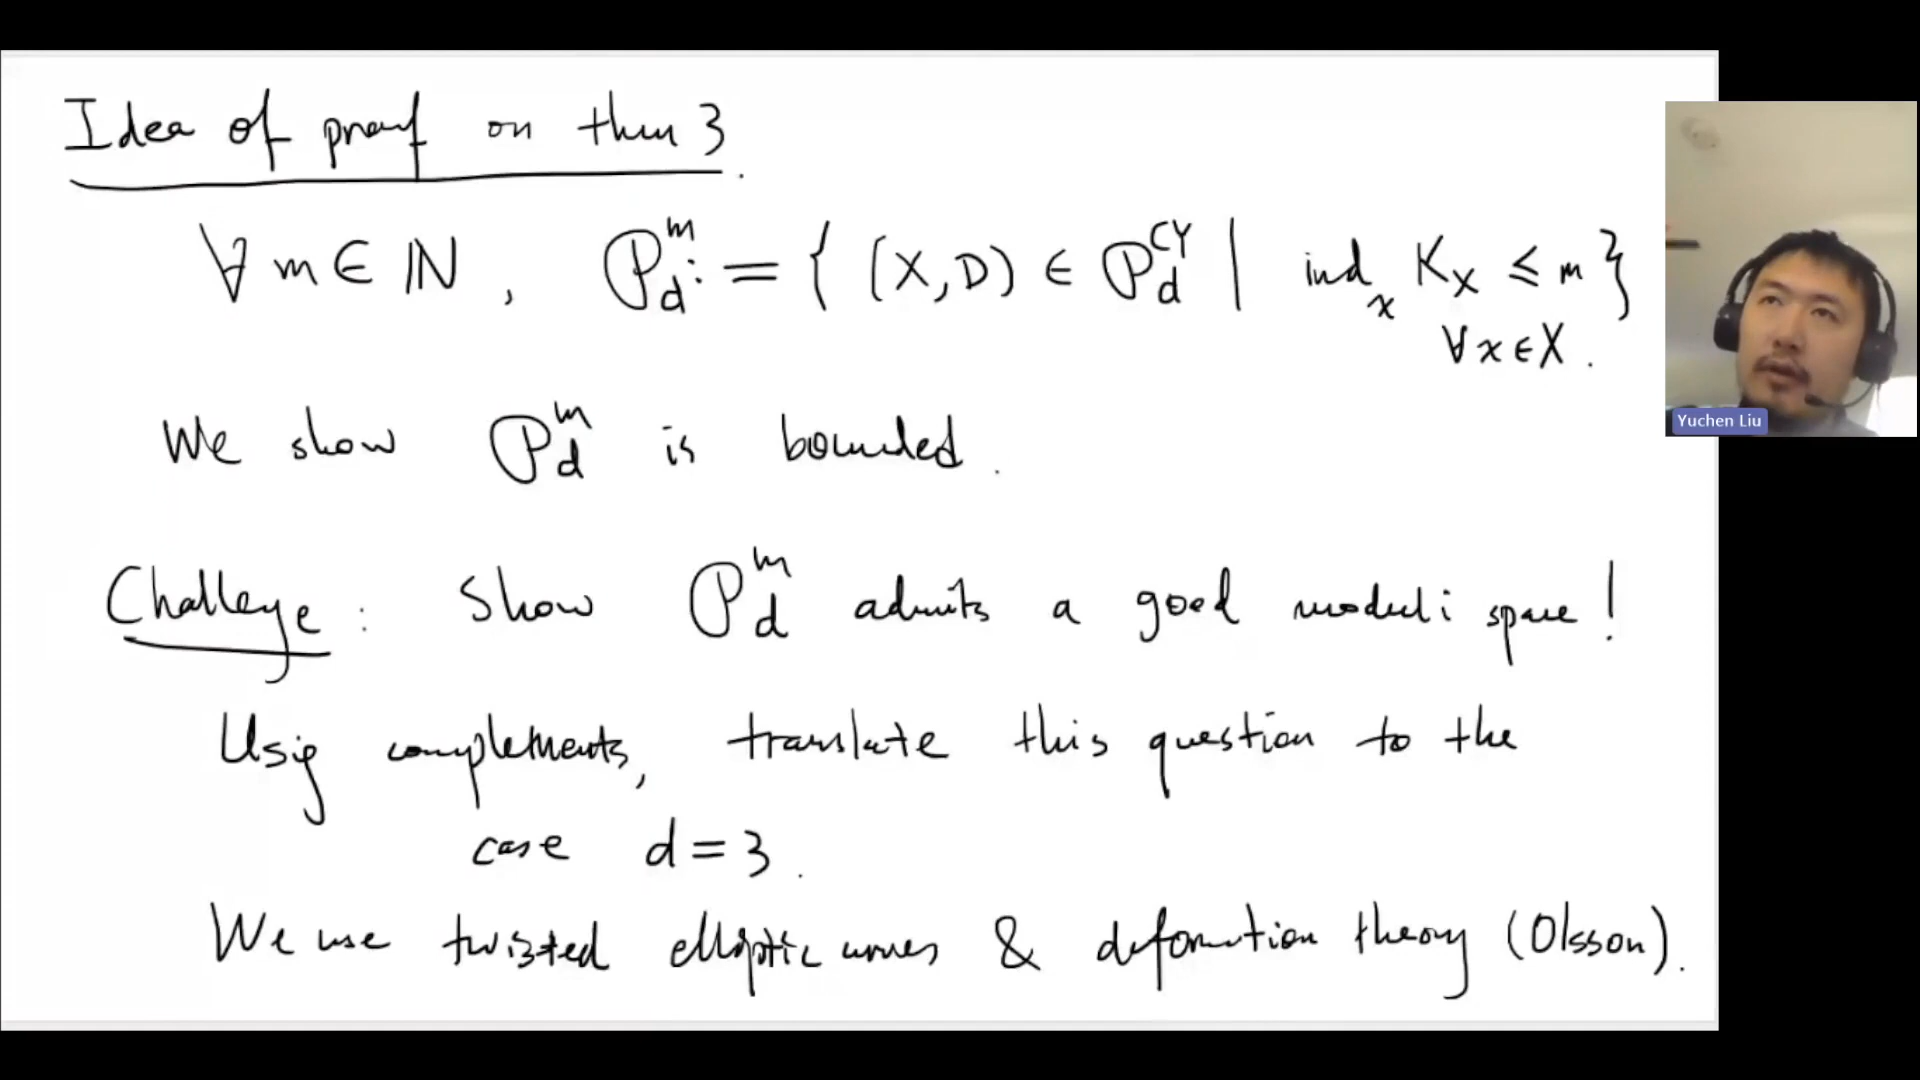 Idea of proof on thm 3.
∀ m ∈ ℕ, 𝒫_d^m := { (X, D) ∈ 𝒫_d^{CY} | ind_x K_X ≤ m }
∀ x ∈ X.
We show 𝒫_d^m is bounded.
Challenge : Show 𝒫_d^m admits a good moduli space !
Using complements, translate this question to the
case d = 3.
We use twisted elliptic curves & deformation theory (Olsson).
Yuchen Liu